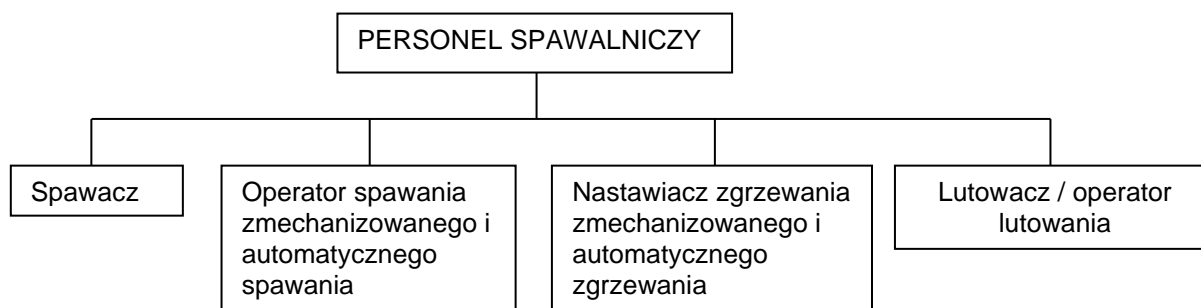 PERSONEL SPAWALNICZY
Spawacz
Operator spawania
zmechanizowanego i
automatycznego
spawania
Nastawiacz zgrzewania
zmechanizowanego i
automatycznego
zgrzewania
Lutowacz / operator
lutowania